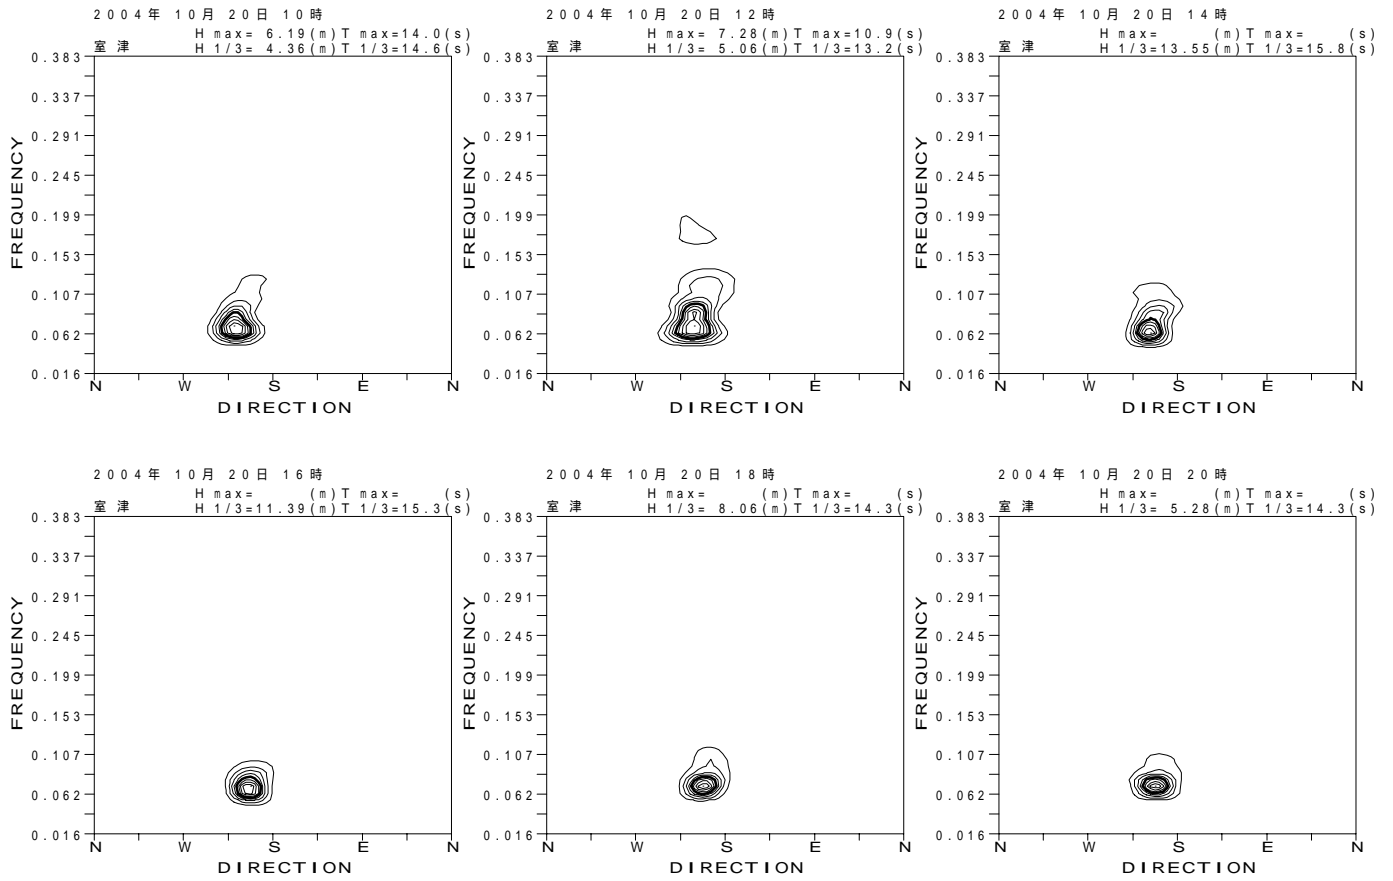 2004年 10月 20日 10時
H max= 6.19(m) T max=14.0(s)
室津 H 1/3= 4.36(m) T 1/3=14.6(s)
0.383
0.337
0.291
0.245
0.199
0.153
0.107
0.062
0.016
FREQUENCY
N W S E N
DIRECTION
2004年 10月 20日 12時
H max= 7.28(m) T max=10.9(s)
室津 H 1/3= 5.06(m) T 1/3=13.2(s)
0.383
0.337
0.291
0.245
0.199
0.153
0.107
0.062
0.016
FREQUENCY
N W S E N
DIRECTION
2004年 10月 20日 14時
H max= (m) T max= (s)
室津 H 1/3=13.55(m) T 1/3=15.8(s)
0.383
0.337
0.291
0.245
0.199
0.153
0.107
0.062
0.016
FREQUENCY
N W S E N
DIRECTION
2004年 10月 20日 16時
H max= (m) T max= (s)
室津 H 1/3=11.39(m) T 1/3=15.3(s)
0.383
0.337
0.291
0.245
0.199
0.153
0.107
0.062
0.016
FREQUENCY
N W S E N
DIRECTION
2004年 10月 20日 18時
H max= (m) T max= (s)
室津 H 1/3= 8.06(m) T 1/3=14.3(s)
0.383
0.337
0.291
0.245
0.199
0.153
0.107
0.062
0.016
FREQUENCY
N W S E N
DIRECTION
2004年 10月 20日 20時
H max= (m) T max= (s)
室津 H 1/3= 5.28(m) T 1/3=14.3(s)
0.383
0.337
0.291
0.245
0.199
0.153
0.107
0.062
0.016
FREQUENCY
N W S E N
DIRECTION